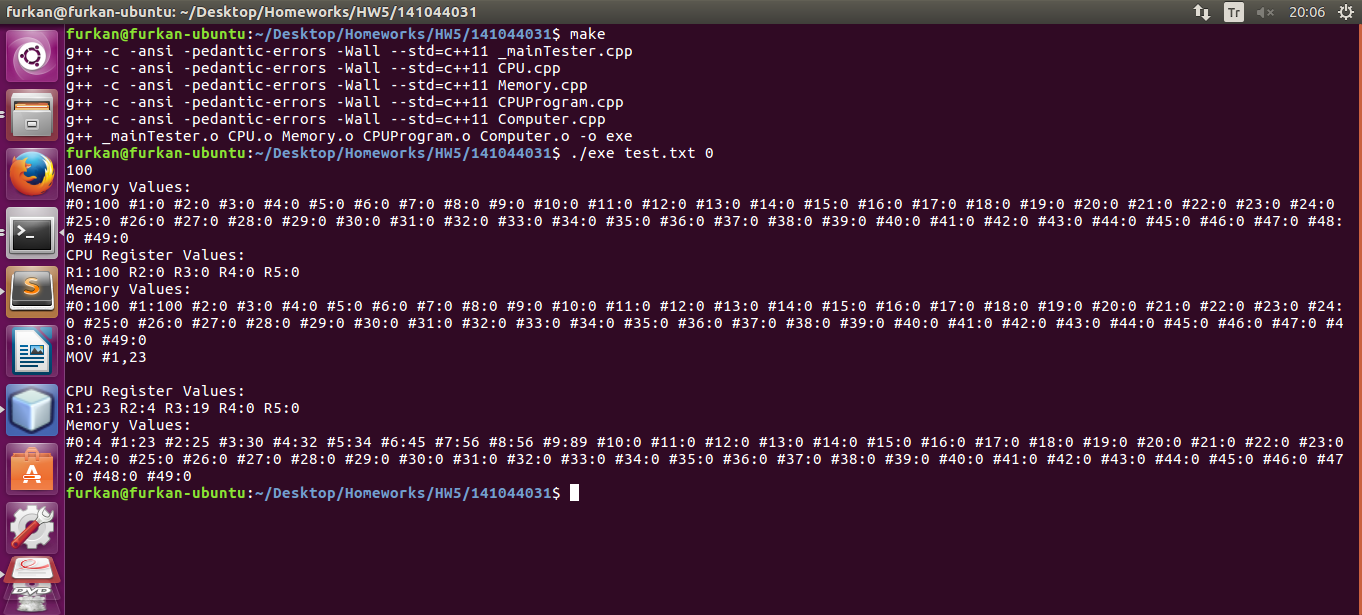 furkan@furkan-ubuntu: ~/Desktop/Homeworks/HW5/141044031
Tr
20:06
furkan@furkan-ubuntu:~/Desktop/Homeworks/HW5/141044031$ make
g++ -c -ansi -pedantic-errors -Wall --std=c++11 _mainTester.cpp
g++ -c -ansi -pedantic-errors -Wall --std=c++11 CPU.cpp
g++ -c -ansi -pedantic-errors -Wall --std=c++11 Memory.cpp
g++ -c -ansi -pedantic-errors -Wall --std=c++11 CPUProgram.cpp
g++ -c -ansi -pedantic-errors -Wall --std=c++11 Computer.cpp
g++ _mainTester.o CPU.o Memory.o CPUProgram.o Computer.o -o exe
furkan@furkan-ubuntu:~/Desktop/Homeworks/HW5/141044031$ ./exe test.txt 0
100
Memory Values:
#0:100 #1:0 #2:0 #3:0 #4:0 #5:0 #6:0 #7:0 #8:0 #9:0 #10:0 #11:0 #12:0 #13:0 #14:0 #15:0 #16:0 #17:0 #18:0 #19:0 #20:0 #21:0 #22:0 #23:0 #24:0
#25:0 #26:0 #27:0 #28:0 #29:0 #30:0 #31:0 #32:0 #33:0 #34:0 #35:0 #36:0 #37:0 #38:0 #39:0 #40:0 #41:0 #42:0 #43:0 #44:0 #45:0 #46:0 #47:0 #48:
0 #49:0
CPU Register Values:
R1:100 R2:0 R3:0 R4:0 R5:0
Memory Values:
#0:100 #1:100 #2:0 #3:0 #4:0 #5:0 #6:0 #7:0 #8:0 #9:0 #10:0 #11:0 #12:0 #13:0 #14:0 #15:0 #16:0 #17:0 #18:0 #19:0 #20:0 #21:0 #22:0 #23:0 #24:
0 #25:0 #26:0 #27:0 #28:0 #29:0 #30:0 #31:0 #32:0 #33:0 #34:0 #35:0 #36:0 #37:0 #38:0 #39:0 #40:0 #41:0 #42:0 #43:0 #44:0 #45:0 #46:0 #47:0 #4
8:0 #49:0
MOV #1,23
CPU Register Values:
R1:23 R2:4 R3:19 R4:0 R5:0
Memory Values:
#0:4 #1:23 #2:25 #3:30 #4:32 #5:34 #6:45 #7:56 #8:56 #9:89 #10:0 #11:0 #12:0 #13:0 #14:0 #15:0 #16:0 #17:0 #18:0 #19:0 #20:0 #21:0 #22:0 #23:0
#24:0 #25:0 #26:0 #27:0 #28:0 #29:0 #30:0 #31:0 #32:0 #33:0 #34:0 #35:0 #36:0 #37:0 #38:0 #39:0 #40:0 #41:0 #42:0 #43:0 #44:0 #45:0 #46:0 #47
:0 #48:0 #49:0
furkan@furkan-ubuntu:~/Desktop/Homeworks/HW5/141044031$
DVD